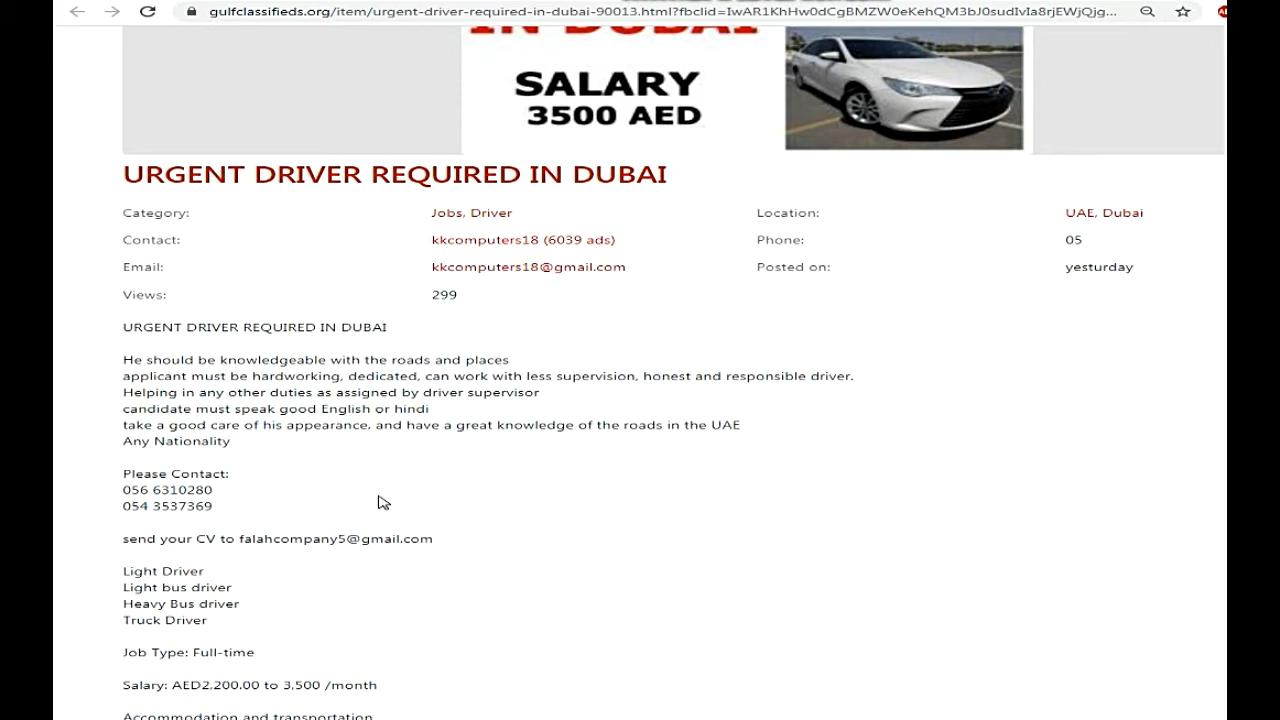 gulfclassifieds.org/item/urgent-driver-required-in-dubai-90013.html?fbclid=IwAR1KhHw0dCgBMZW0eKehQM3bJ0sudIvIa8rjEWjQjg...
IN DUBAI
SALARY
3500 AED
URGENT DRIVER REQUIRED IN DUBAI
Category: Jobs, Driver Location: UAE, Dubai
Contact: kkcomputers18 (6039 ads) Phone: 05
Email: kkcomputers18@gmail.com Posted on: yesturday
Views: 299
URGENT DRIVER REQUIRED IN DUBAI
He should be knowledgeable with the roads and places
applicant must be hardworking, dedicated, can work with less supervision, honest and responsible driver.
Helping in any other duties as assigned by driver supervisor
candidate must speak good English or hindi
take a good care of his appearance, and have a great knowledge of the roads in the UAE
Any Nationality
Please Contact:
056 6310280
054 3537369
send your CV to falahcompany5@gmail.com
Light Driver
Light bus driver
Heavy Bus driver
Truck Driver
Job Type: Full-time
Salary: AED2,200.00 to 3,500 /month
Accommodation and transportation